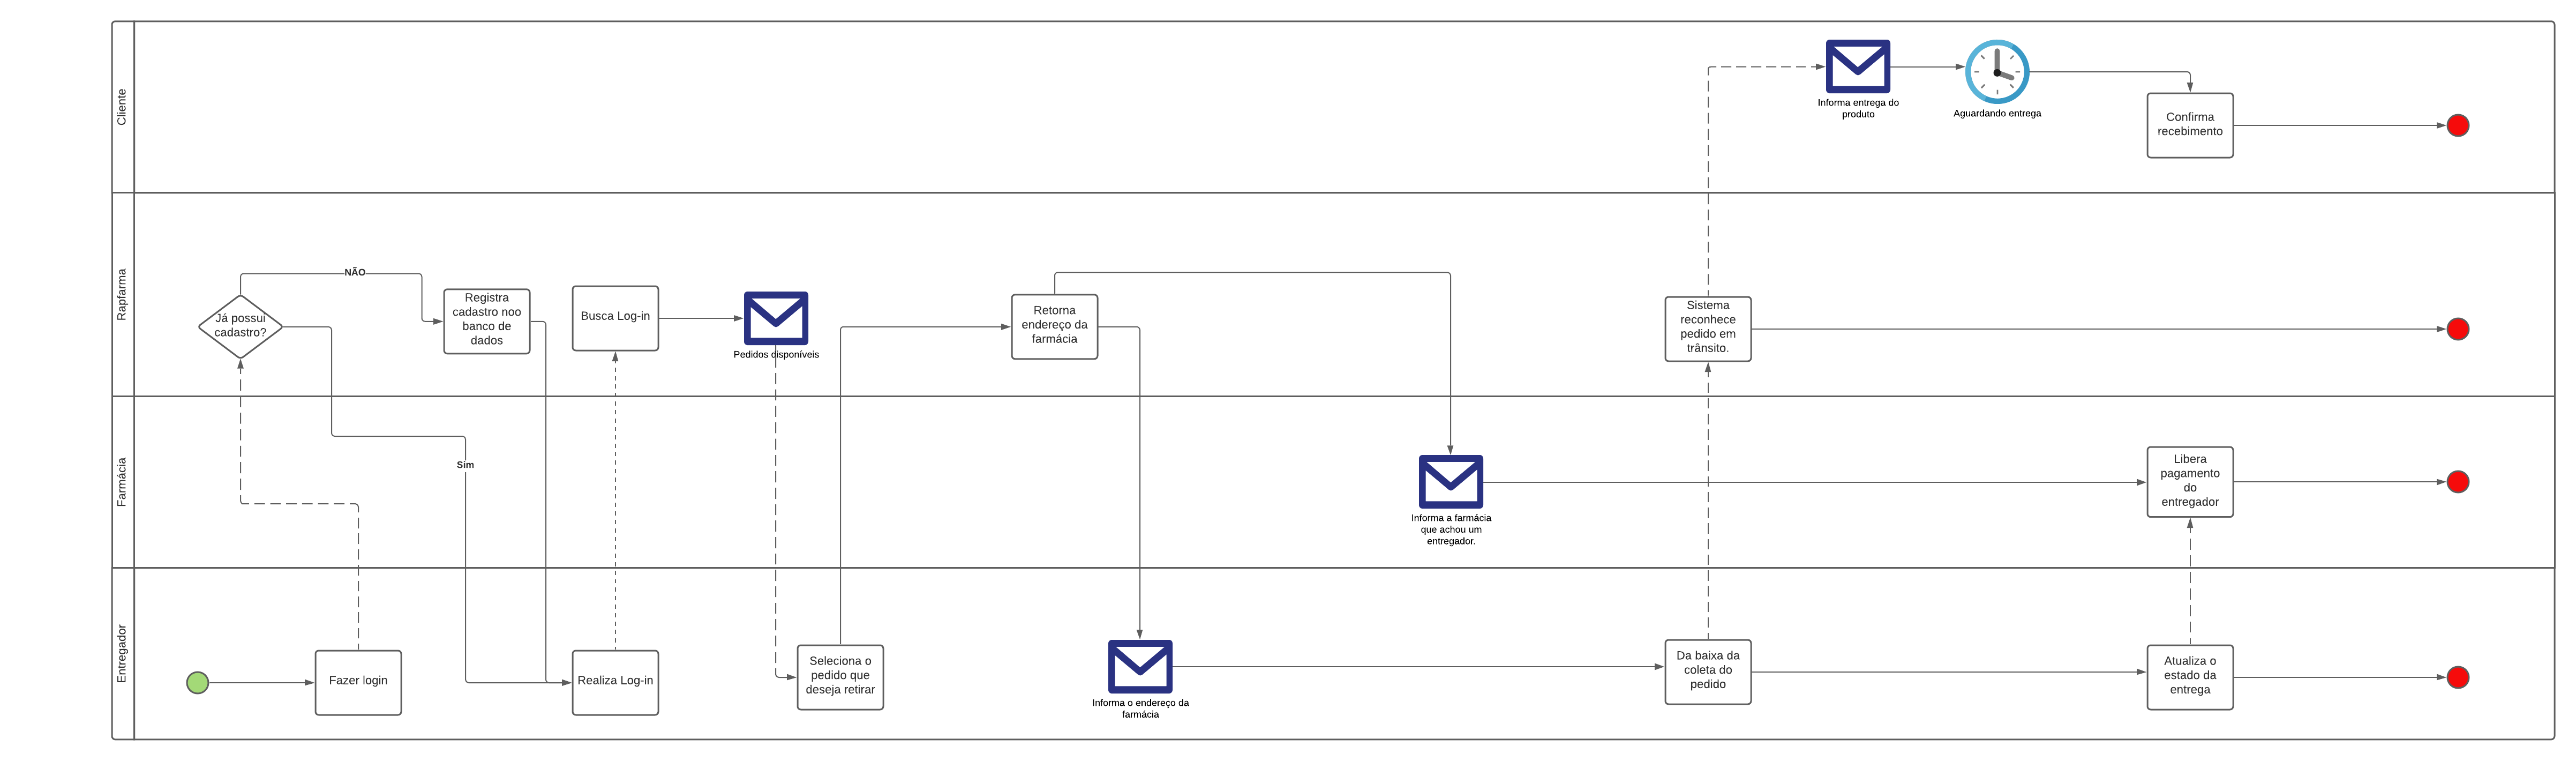 Cliente
Informa entrega do
produto
Aguardando entrega
Confirma
recebimento
Rapfarma
Já possui
cadastro?
NÃO
Registra
cadastro noo
banco de
dados
Busca Log-in
Pedidos disponíveis
Retorna
endereço da
farmácia
Sistema
reconhece
pedido em
trânsito.
Farmácia
Sim
Informa a farmácia
que achou um
entregador.
Libera
pagamento
do
entregador
Entregador
Fazer login
Realiza Log-in
Seleciona o
pedido que
deseja retirar
Informa o endereço da
farmácia
Da baixa da
coleta do
pedido
Atualiza o
estado da
entrega